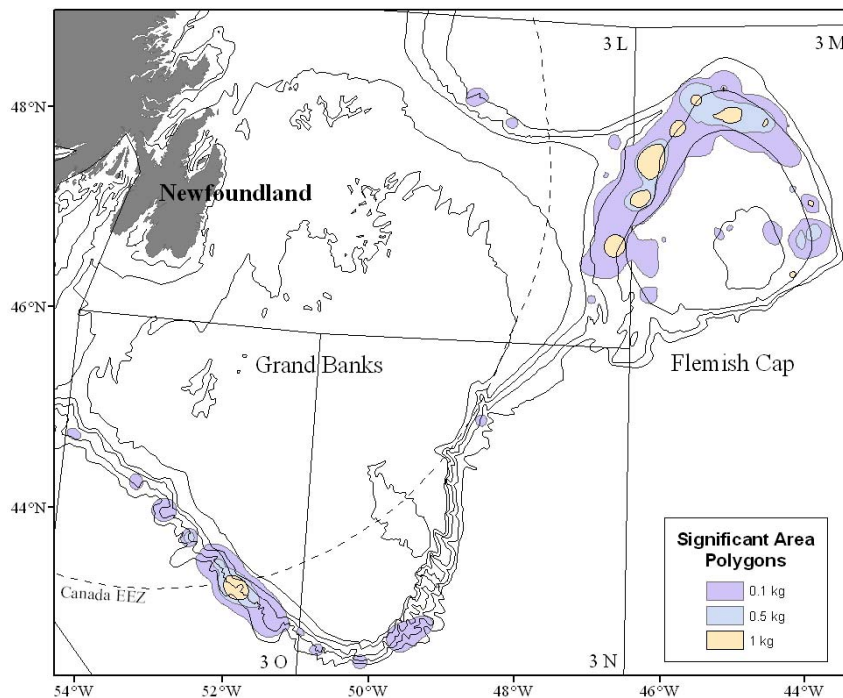 3 L
3 M
48°N
Newfoundland
46°N
Grand Banks
Flemish Cap
44°N
Canada EEZ
3 O
3 N
Significant Area
Polygons
0.1 kg
0.5 kg
1 kg
54°W
52°W
50°W
48°W
46°W
44°W